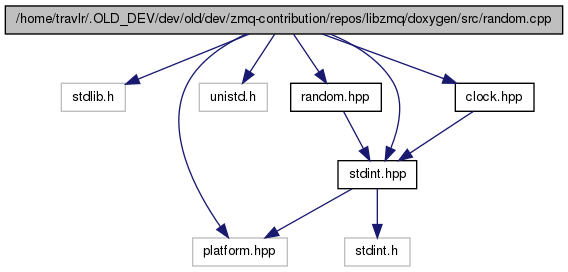 /home/travlr/.OLD_DEV/dev/old/dev/zmq-contribution/repos/libzmq/doxygen/src/random.cpp
stdlib.h
unistd.h
random.hpp
clock.hpp
stdint.hpp
platform.hpp
stdint.h